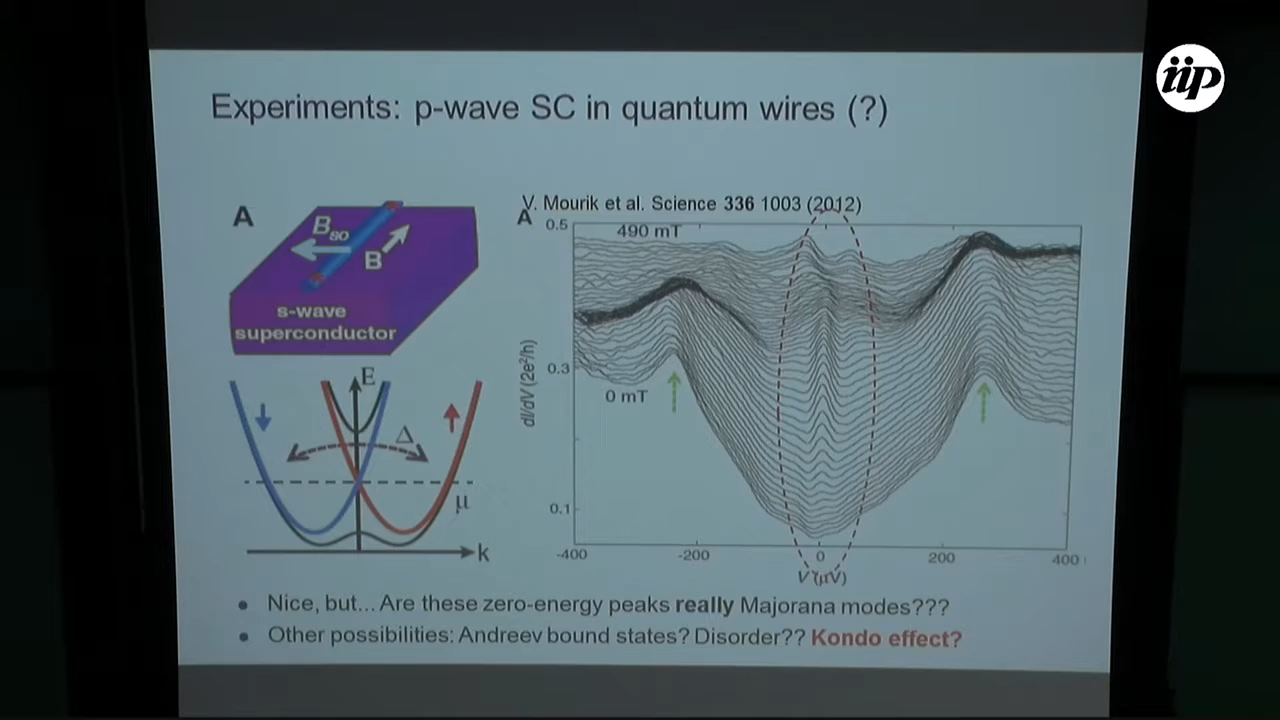 iip
Experiments: p-wave SC in quantum wires (?)
V. Mourik et al. Science 336 1003 (2012)
A
B_so
B
s-wave
superconductor
E
Δ
μ
k
A
0.5
490 mT
dI/dV (2e²/h)
0.3
0 mT
0.1
-400
-200
0
200
400
V (μV)
• Nice, but... Are these zero-energy peaks really Majorana modes???
• Other possibilities: Andreev bound states? Disorder?? Kondo effect?